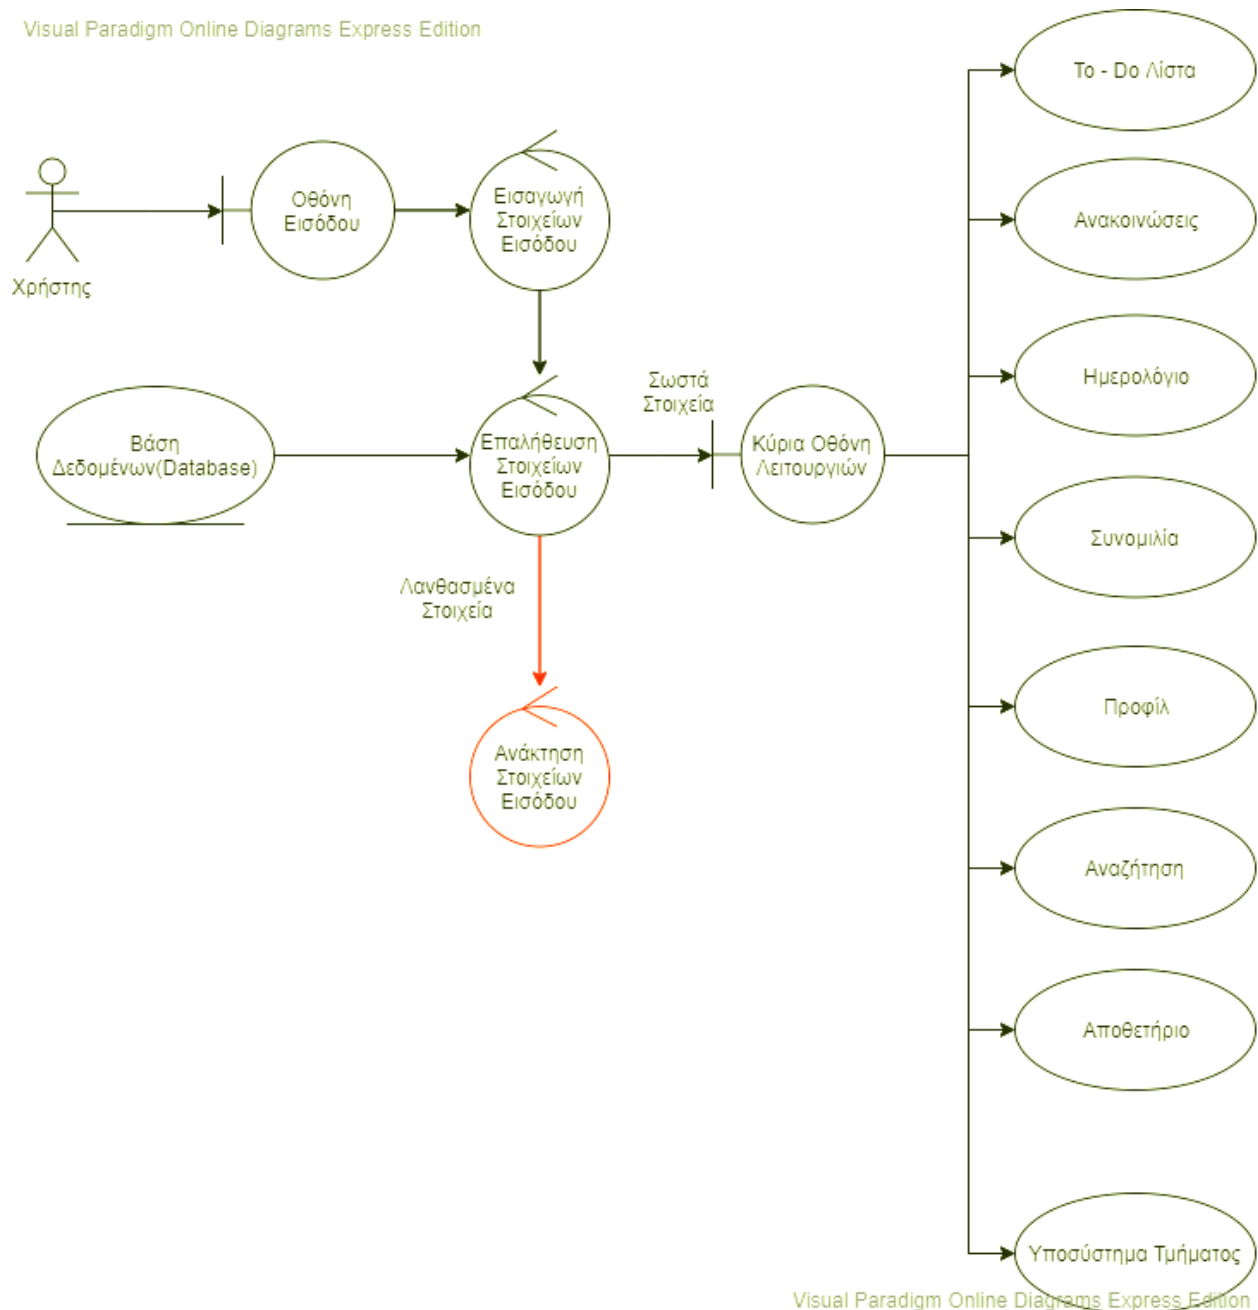 Visual Paradigm Online Diagrams Express Edition
To - Do Λίστα
Οθόνη
Εισόδου
Εισαγωγή
Στοιχείων
Εισόδου
Ανακοινώσεις
Χρήστης
Ημερολόγιο
Σωστά
Στοιχεία
Βάση
Δεδομένων(Database)
Επαλήθευση
Στοιχείων
Εισόδου
Κύρια Οθόνη
Λειτουργιών
Συνομιλία
Λανθασμένα
Στοιχεία
Προφίλ
Ανάκτηση
Στοιχείων
Εισόδου
Αναζήτηση
Αποθετήριο
Υποσύστημα Τμήματος
Visual Paradigm Online Diagrams Express Edition